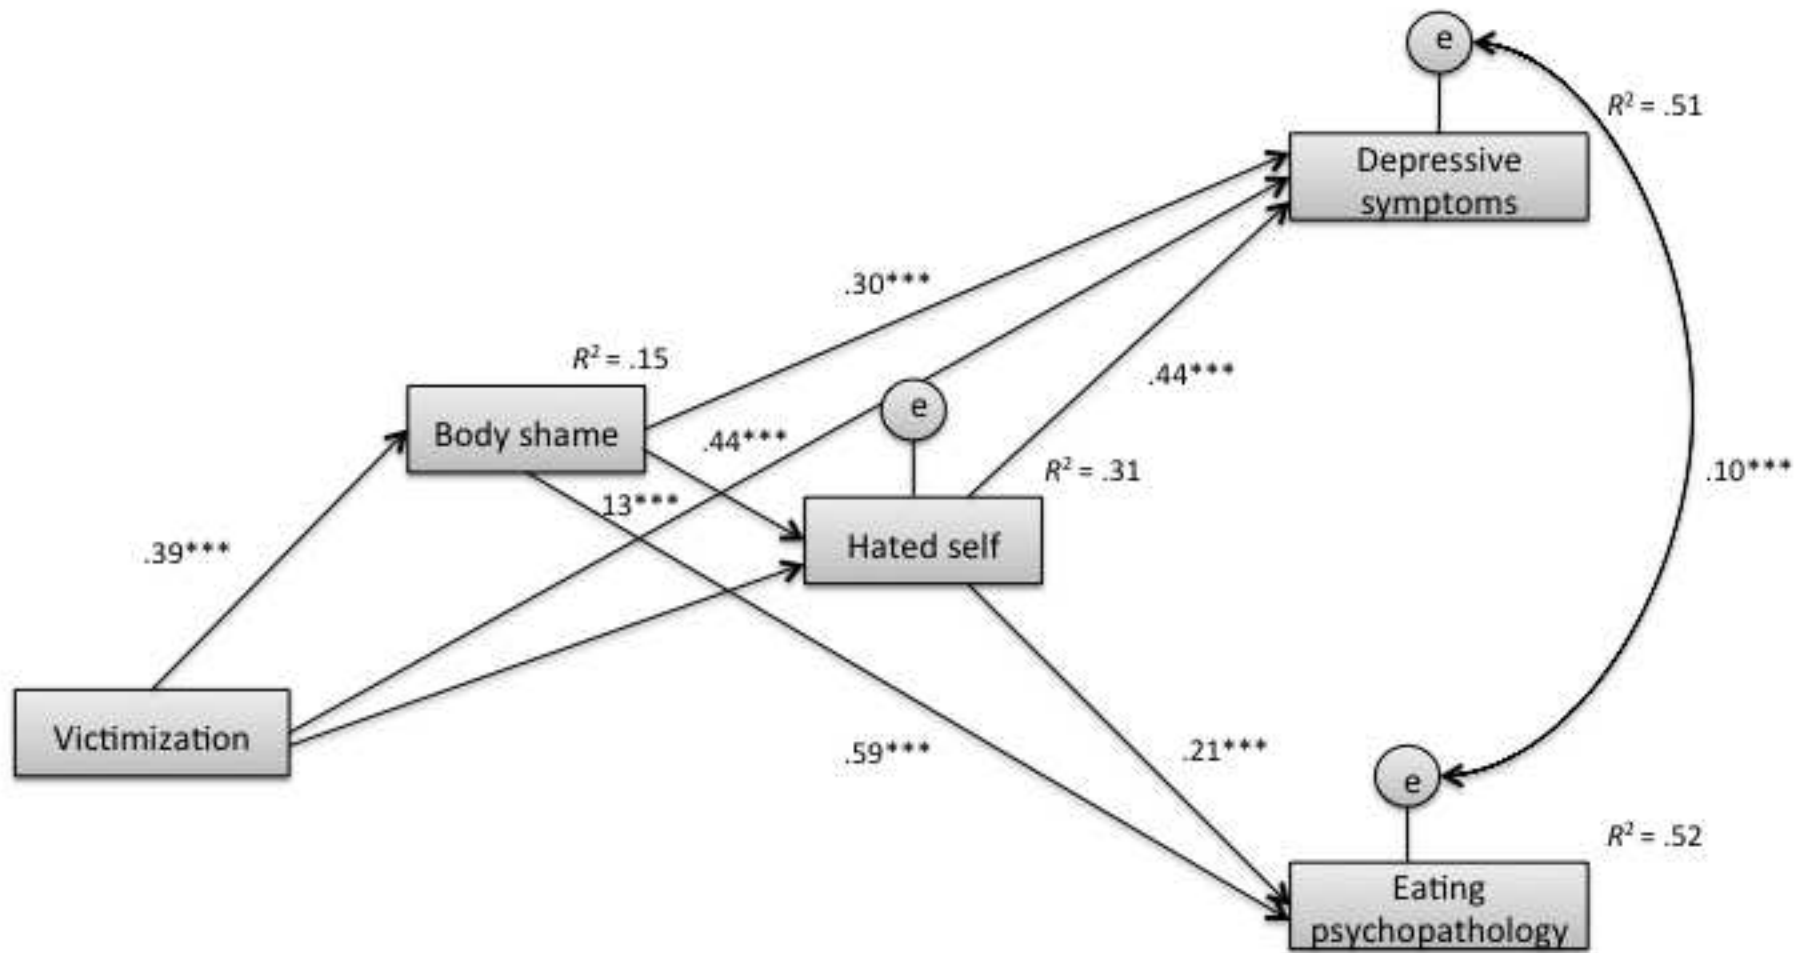 e
R² = .51
Depressive
symptoms
.30***
R² = .15
.44***
e
Body shame
.44***
R² = .31
.10***
13***
Hated self
.39***
Victimization
.59***
.21***
e
R² = .52
Eating
psychopathology